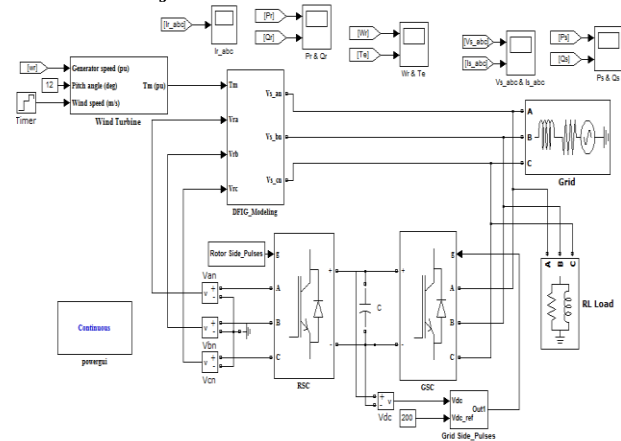 [Ir_abc]
Ir_abc
[Pr]
[Qr]
Pr & Qr
[Wr]
[Te]
Wr & Te
[Vs_abc]
[Is_abc]
Vs_abc & Is_abc
[Ps]
[Qs]
Ps & Qs
[wr]
12
Timer
Generator speed (pu)
Pitch angle (deg)
Wind speed (m/s)
Tm (pu)
Wind Turbine
Tm
Vra
Vrb
Vrc
Vs_an
Vs_bn
Vs_cn
DFIG_Modeling
A
B
C
Grid
A B C
RL Load
Rotor Side_Pulses
g
A
B
C
+
-
RSC
C
+
-
g
A
B
C
GSC
Van
+
v
-
+
v
-
Vbn
+
v
-
Vcn
Continuous
powergui
+
v
-
Vdc
200
Vdc
Vdc_ref
Out1
Grid Side_Pulses